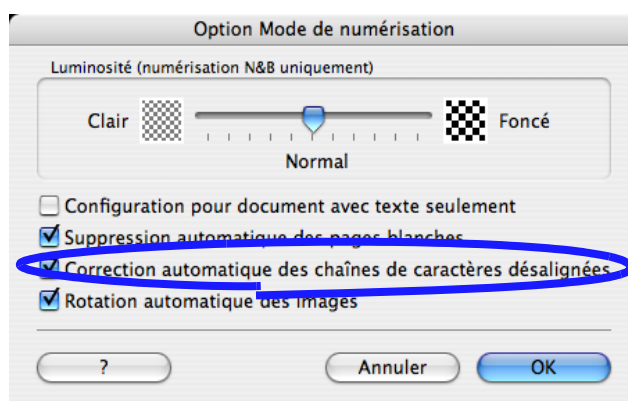 Option Mode de numérisation
Luminosité (numérisation N&B uniquement)
Clair Foncé
Normal
Configuration pour document avec texte seulement
Suppression automatique des pages blanches
Correction automatique des chaînes de caractères désalignées
Rotation automatique des images
? Annuler OK